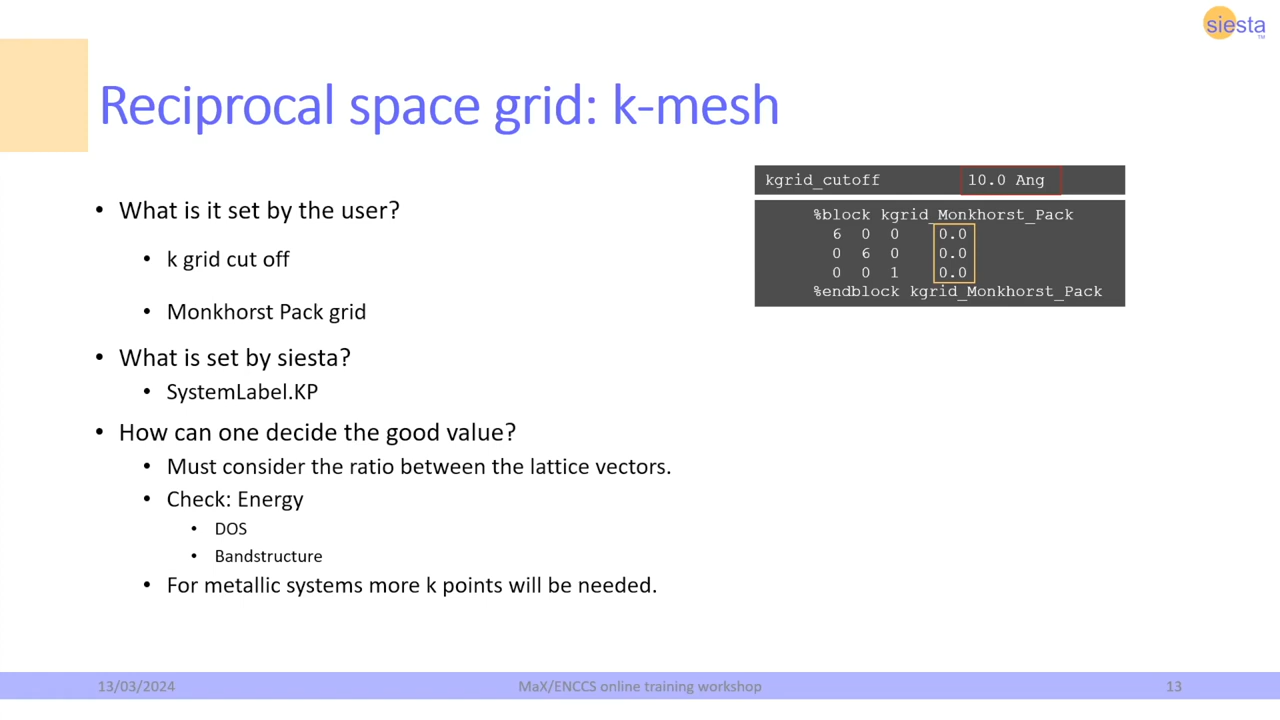 siesta
TM
Reciprocal space grid: k-mesh
• What is it set by the user?
• k grid cut off
• Monkhorst Pack grid
• What is set by siesta?
• SystemLabel.KP
• How can one decide the good value?
• Must consider the ratio between the lattice vectors.
• Check: Energy
• DOS
• Bandstructure
• For metallic systems more k points will be needed.
kgrid_cutoff 10.0 Ang
%block kgrid_Monkhorst_Pack
6 0 0 0.0
0 6 0 0.0
0 0 1 0.0
%endblock kgrid_Monkhorst_Pack
13/03/2024 MaX/ENCCS online training workshop 13